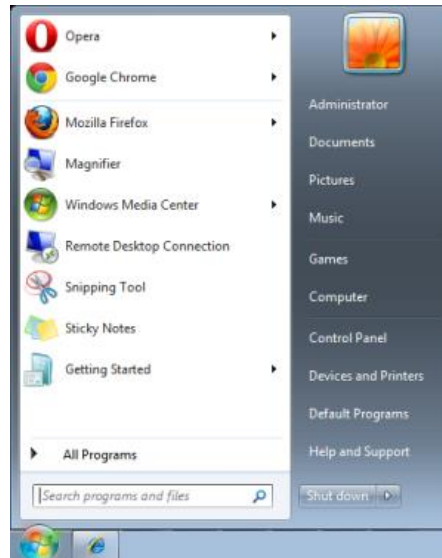 Opera
Google Chrome
Mozilla Firefox
Magnifier
Windows Media Center
Remote Desktop Connection
Snipping Tool
Sticky Notes
Getting Started
All Programs
Search programs and files
Administrator
Documents
Pictures
Music
Games
Computer
Control Panel
Devices and Printers
Default Programs
Help and Support
Shut down